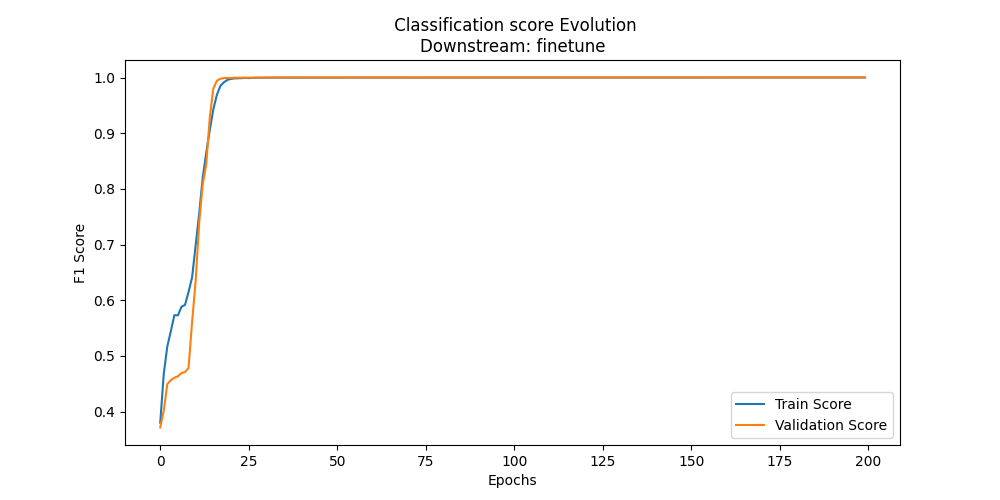 Classification score Evolution
Downstream: finetune
F1 Score
1.0
0.9
0.8
0.7
0.6
0.5
0.4
Train Score
Validation Score
0 25 50 75 100 125 150 175 200
Epochs